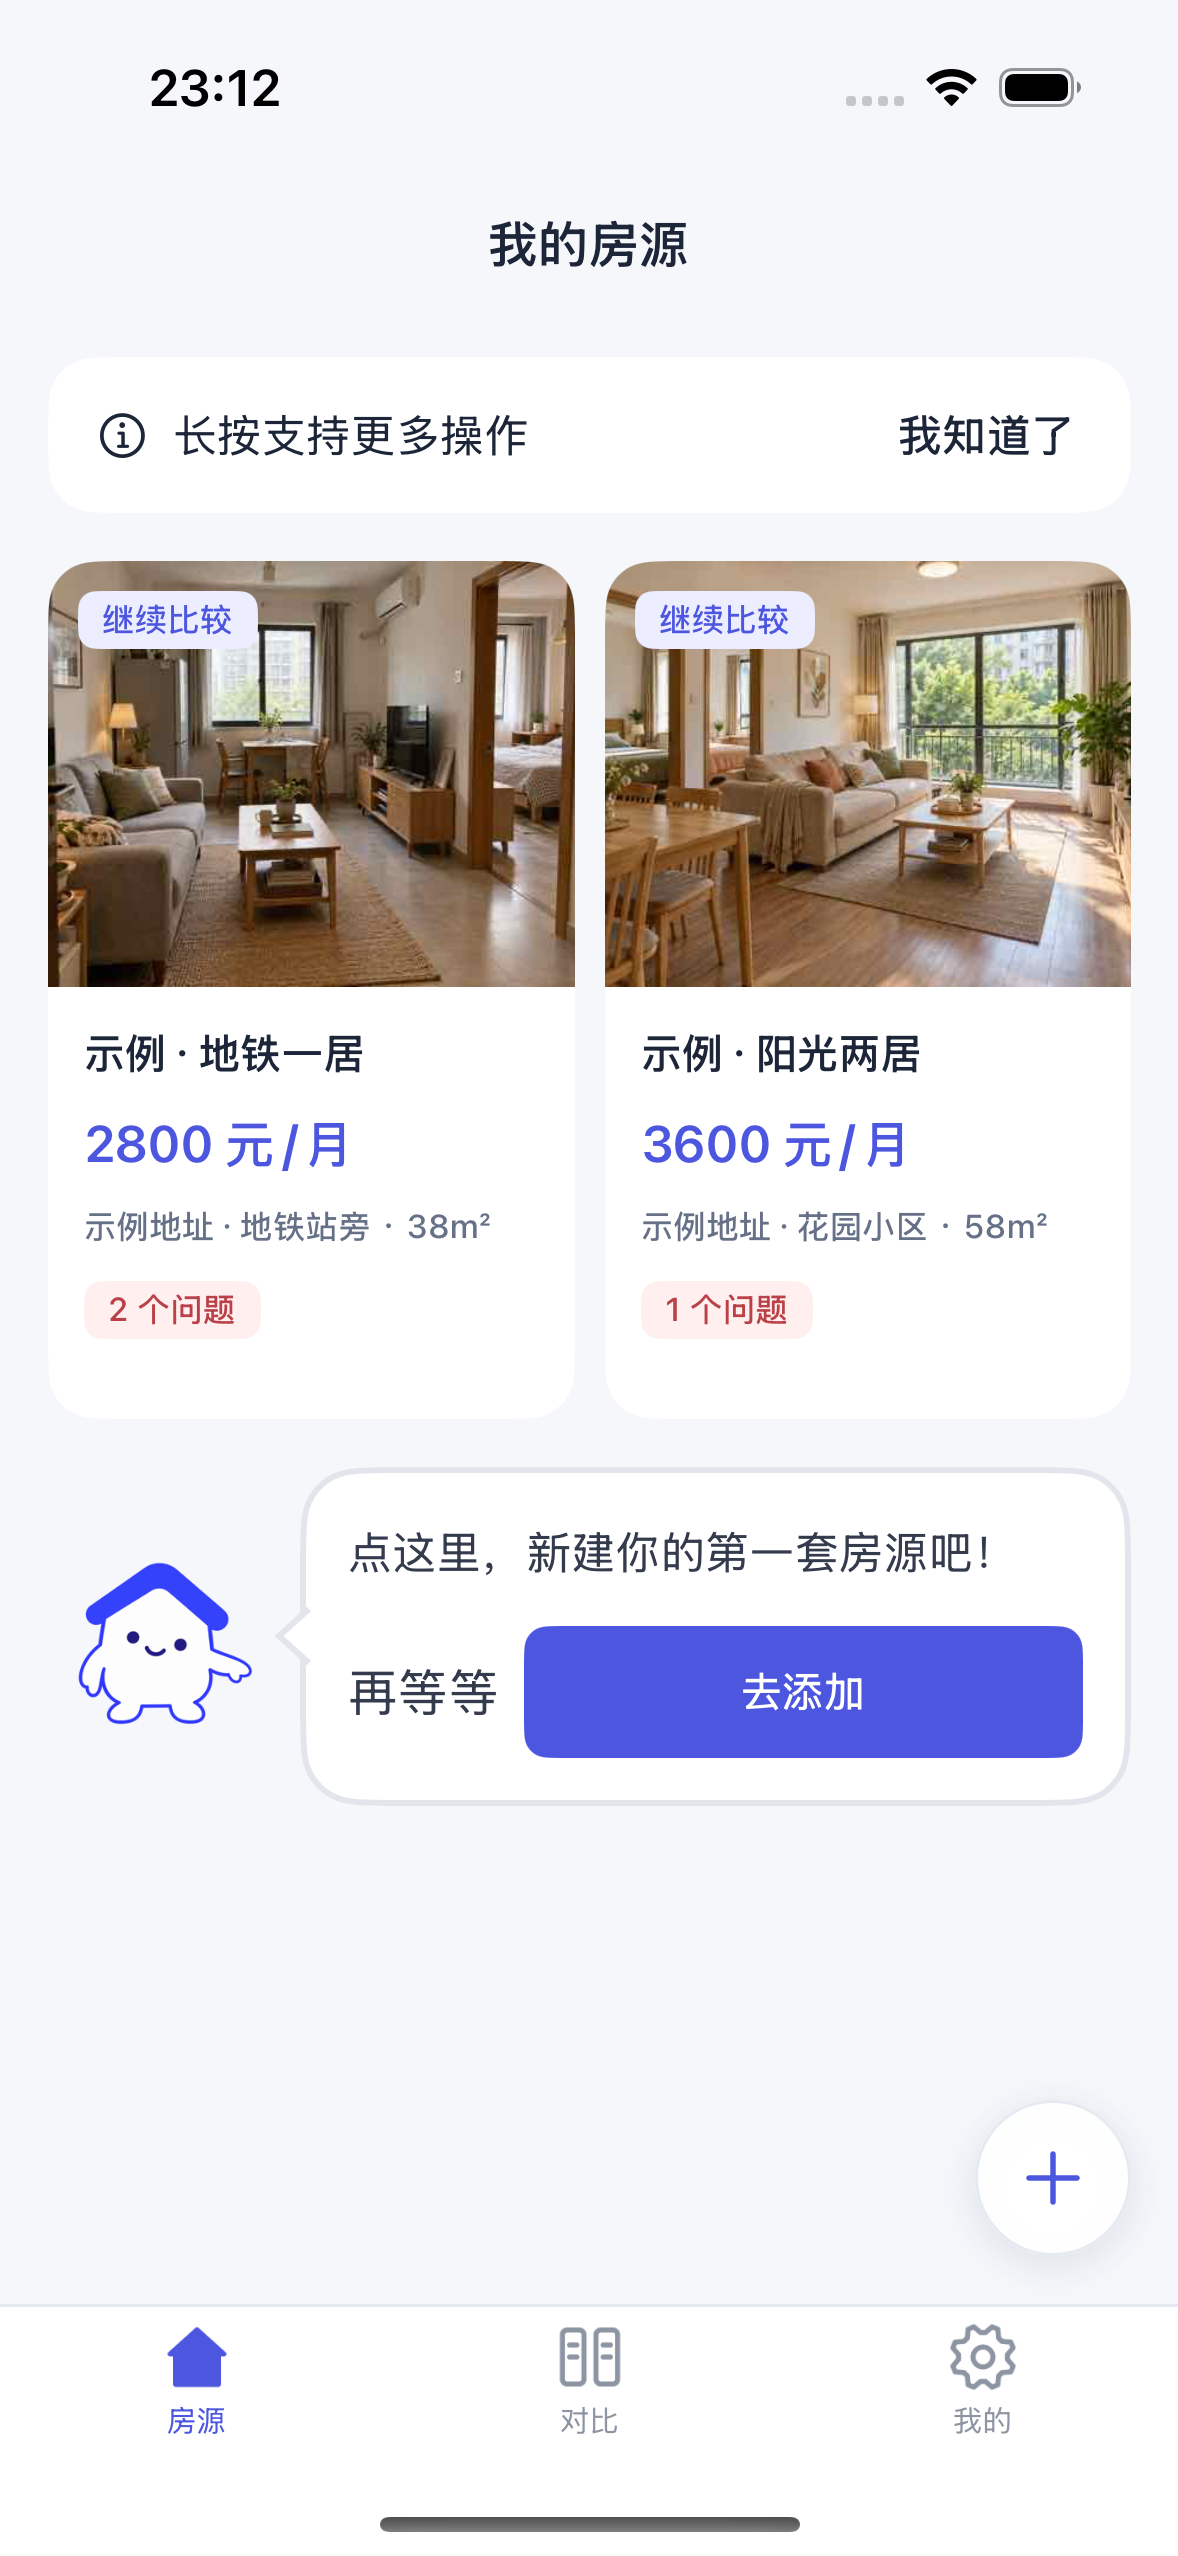 23:12
我的房源
长按支持更多操作
我知道了
继续比较
继续比较
示例 · 地铁一居
2800 元 / 月
示例地址 · 地铁站旁 · 38m²
2 个问题
示例 · 阳光两居
3600 元 / 月
示例地址 · 花园小区 · 58m²
1 个问题
点这里，新建你的第一套房源吧！
再等等
去添加
房源
对比
我的